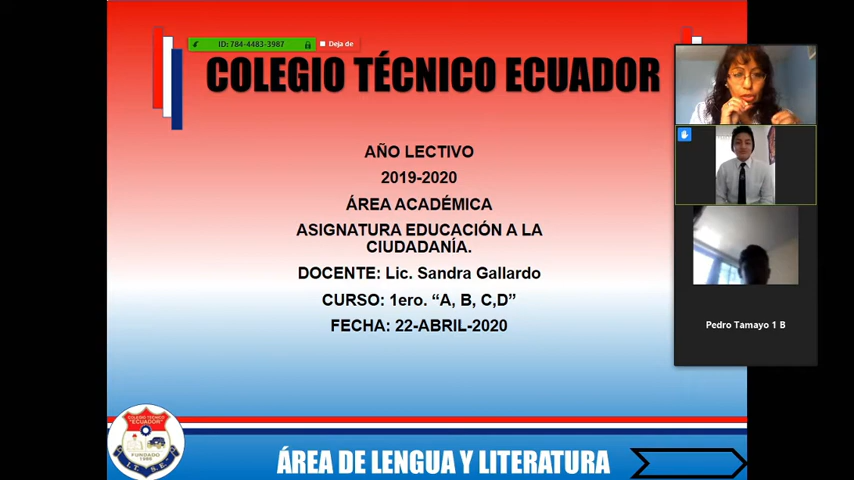 ID: 784-4483-3987
Deja de
COLEGIO TÉCNICO ECUADOR
AÑO LECTIVO
2019-2020
ÁREA ACADÉMICA
ASIGNATURA EDUCACIÓN A LA
CIUDADANÍA.
DOCENTE: Lic. Sandra Gallardo
CURSO: 1ero. “A, B, C,D”
FECHA: 22-ABRIL-2020
Pedro Tamayo 1 B
COLEGIO TÉCNICO
"ECUADOR"
FUNDADO
I.T. S.E.
ÁREA DE LENGUA Y LITERATURA